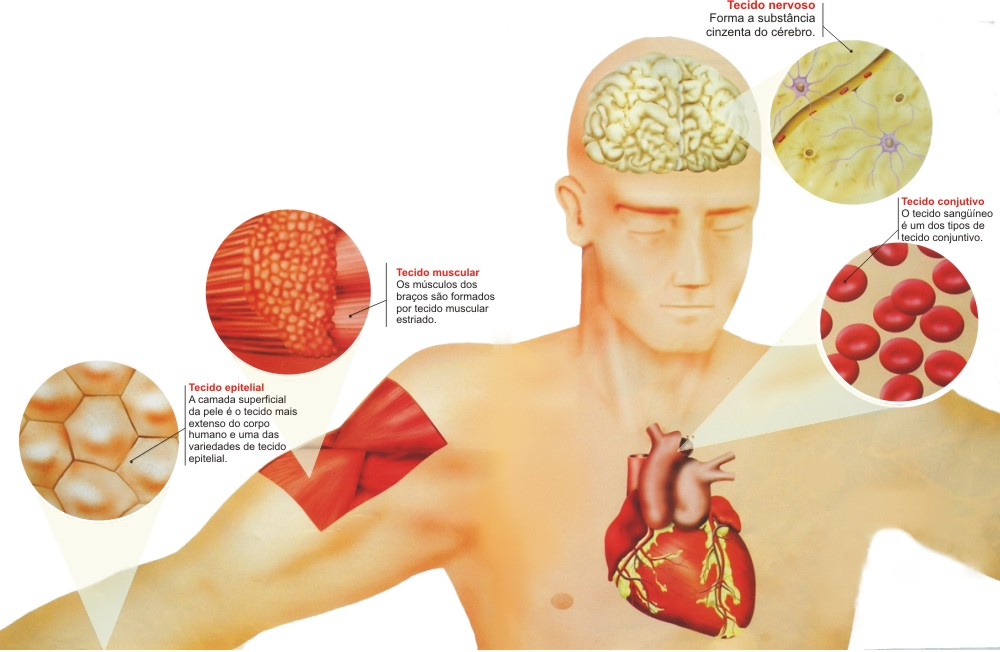 Tecido nervoso
Forma a substância
cinzenta do cérebro.
Tecido conjutivo
O tecido sangüíneo
é um dos tipos de
tecido conjuntivo.
Tecido muscular
Os músculos dos
braços são formados
por tecido muscular
estriado.
Tecido epitelial
A camada superficial
da pele é o tecido mais
extenso do corpo
humano e uma das
variedades de tecido
epitelial.